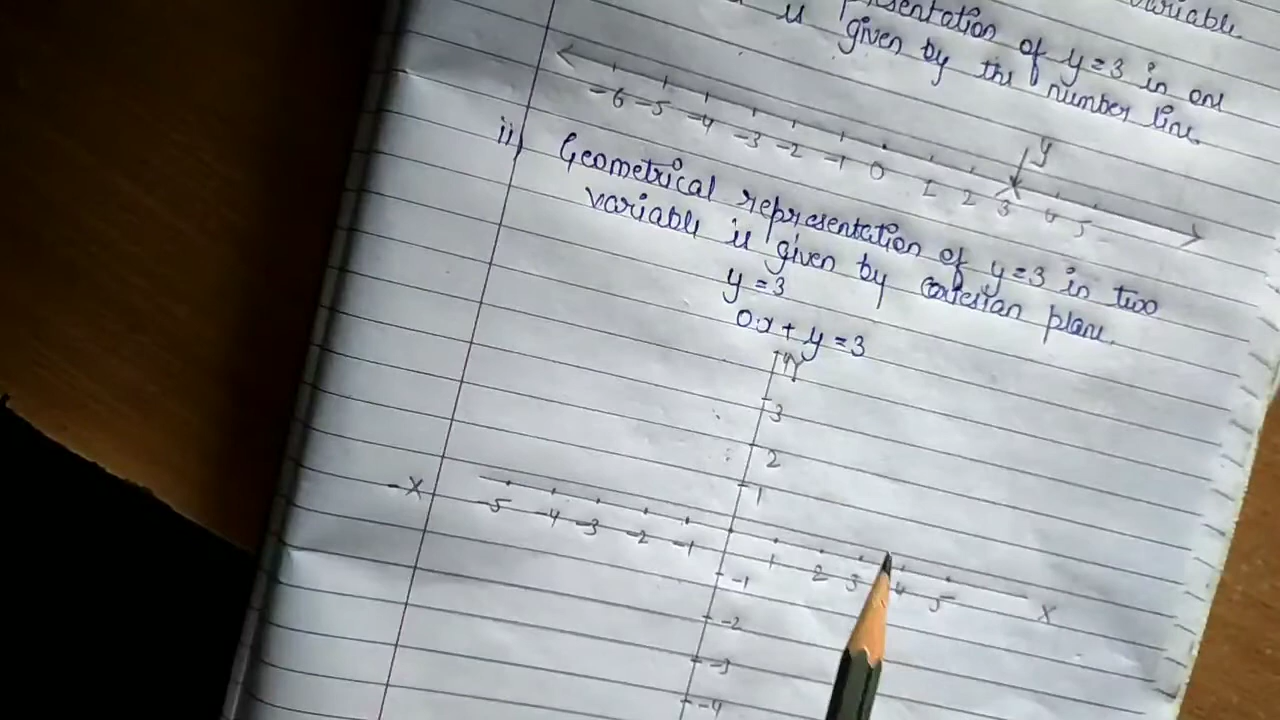 variable
presentation of y=3 in one
is given by the number line
-6 -5 -4 -3 -2 -1 0 1 2 3 4 5
y
ii) Geometrical representation of y=3 in two
variable is given by cartesian plane.
y = 3
0x + y = 3
Y
3
2
1
-X
-5 -4 -3 -2 -1 1 2 3 4 5 X
-1
-2
-3
-4